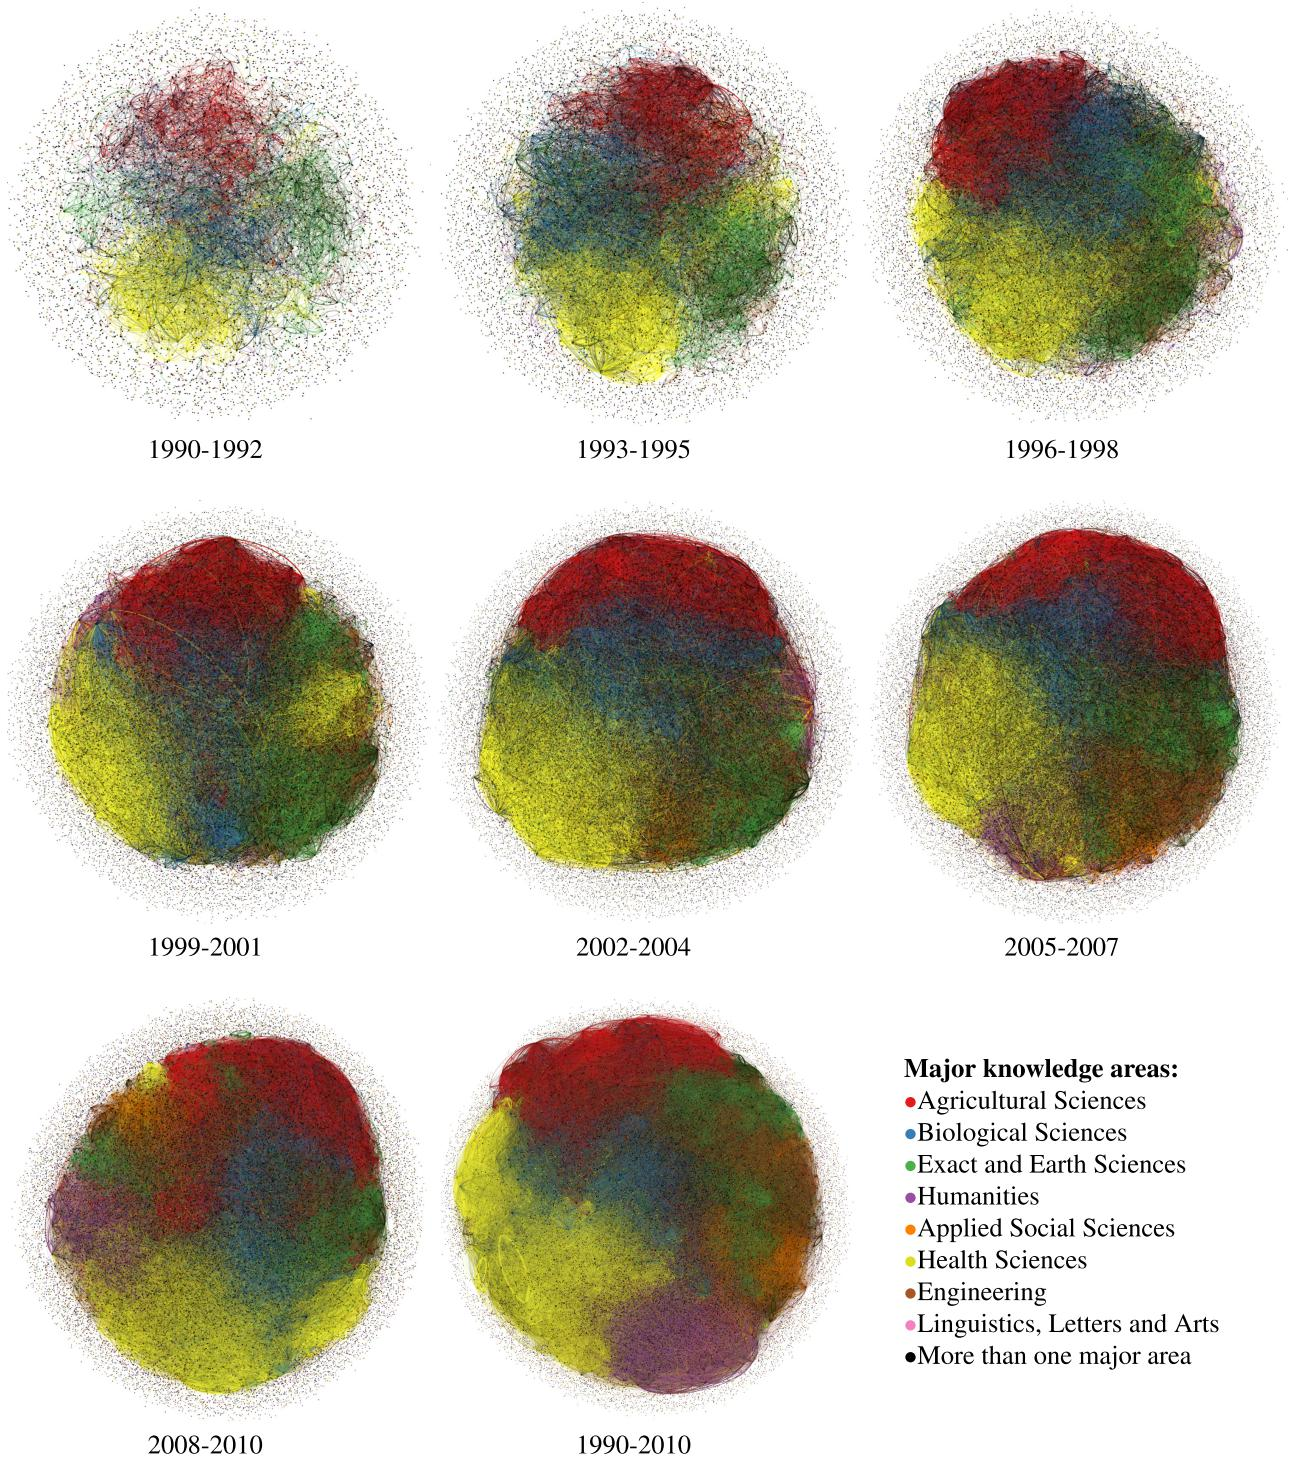 1990-1992
1993-1995
1996-1998
1999-2001
2002-2004
2005-2007
2008-2010
1990-2010
Major knowledge areas:
Agricultural Sciences
Biological Sciences
Exact and Earth Sciences
Humanities
Applied Social Sciences
Health Sciences
Engineering
Linguistics, Letters and Arts
More than one major area